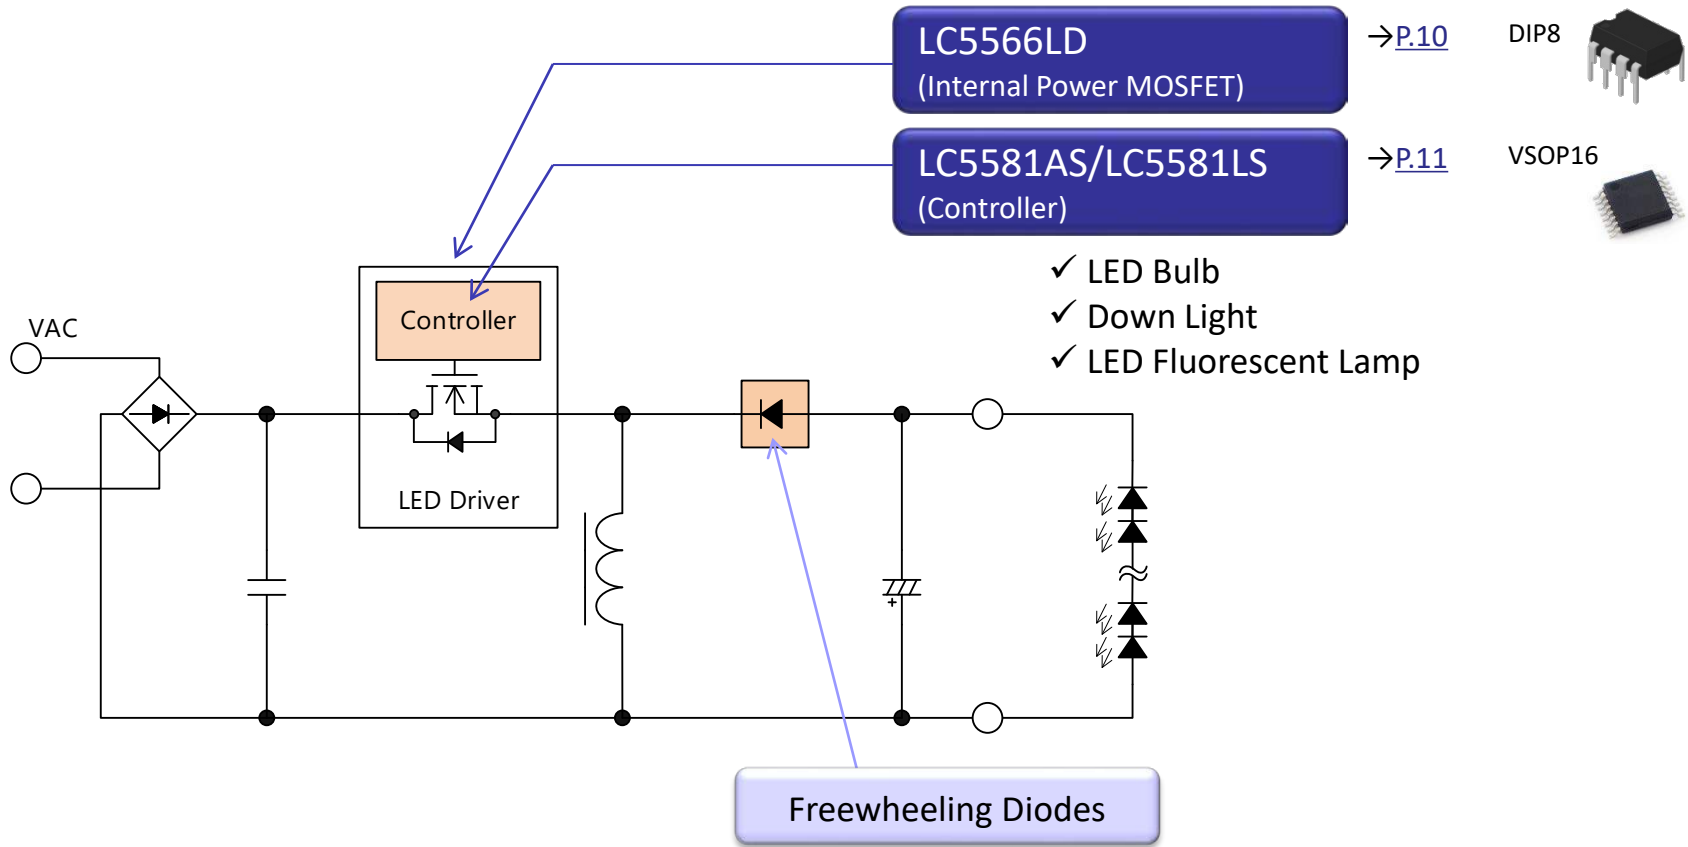 LC5566LD
(Internal Power MOSFET)
→P.10
DIP8
LC5581AS/LC5581LS
(Controller)
→P.11
VSOP16
✓ LED Bulb
✓ Down Light
✓ LED Fluorescent Lamp
Controller
VAC
LED Driver
+
Freewheeling Diodes